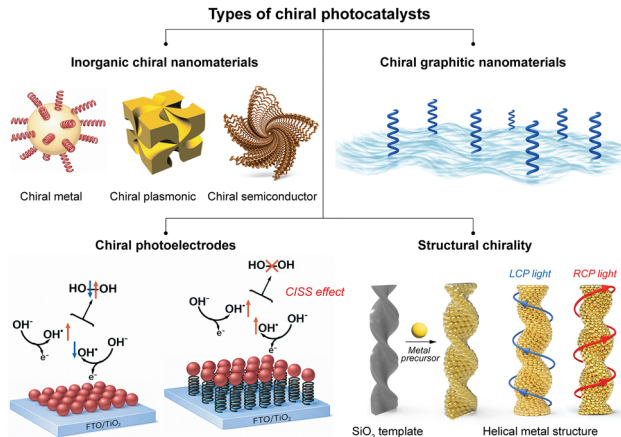 Types of chiral photocatalysts
Inorganic chiral nanomaterials
Chiral graphitic nanomaterials
Chiral metal
Chiral plasmonic
Chiral semiconductor
Chiral photoelectrodes
HO OH
OH⁻
OH•
e⁻
OH•
OH⁻
e⁻
FTO/TiO₂
HO OH
CISS effect
OH⁻
OH•
e⁻
OH•
OH⁻
e⁻
FTO/TiO₂
Structural chirality
LCP light
RCP light
Metal
precursor
SiO, template
Helical metal structure